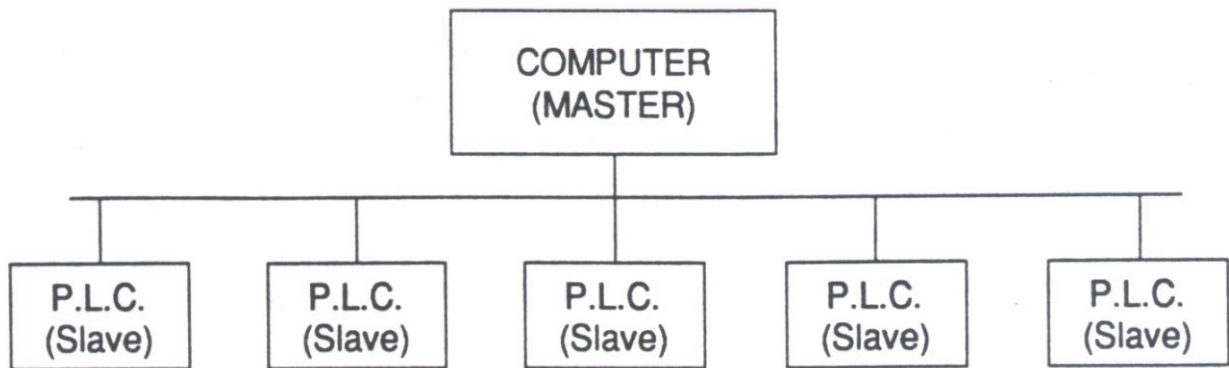 COMPUTER
(MASTER)
P.L.C.
(Slave)
P.L.C.
(Slave)
P.L.C.
(Slave)
P.L.C.
(Slave)
P.L.C.
(Slave)